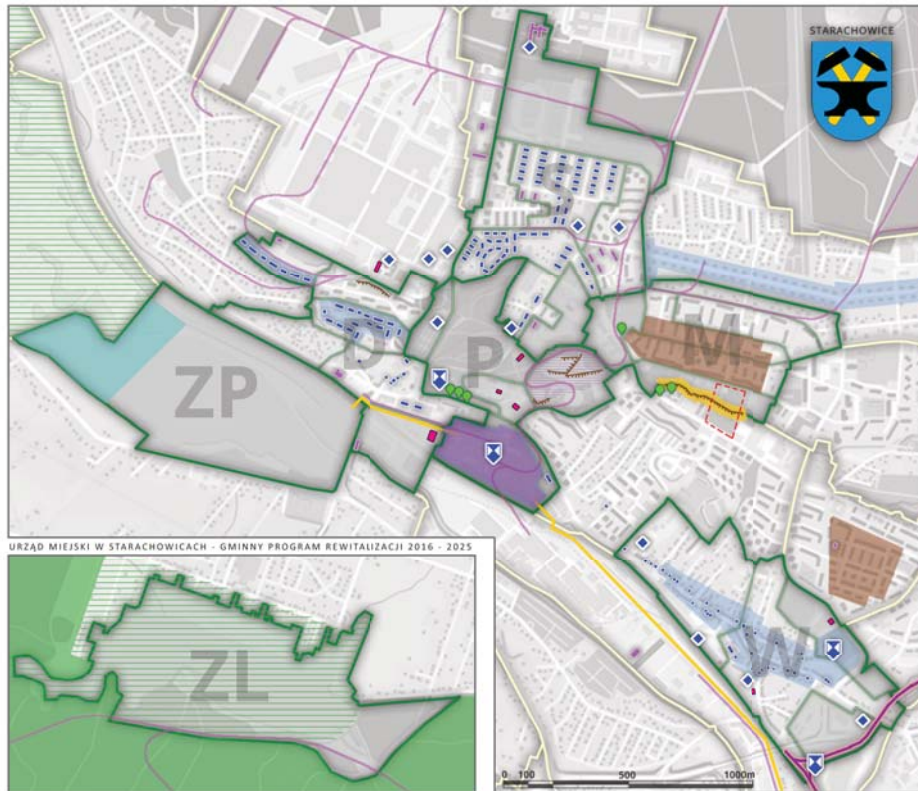 STARACHOWICE
S
M
D
P
ZP
URZĄD MIEJSKI W STARACHOWICACH - GMINNY PROGRAM REWITALIZACJI 2016 - 2025
ZL
W
0 100 500 1000m